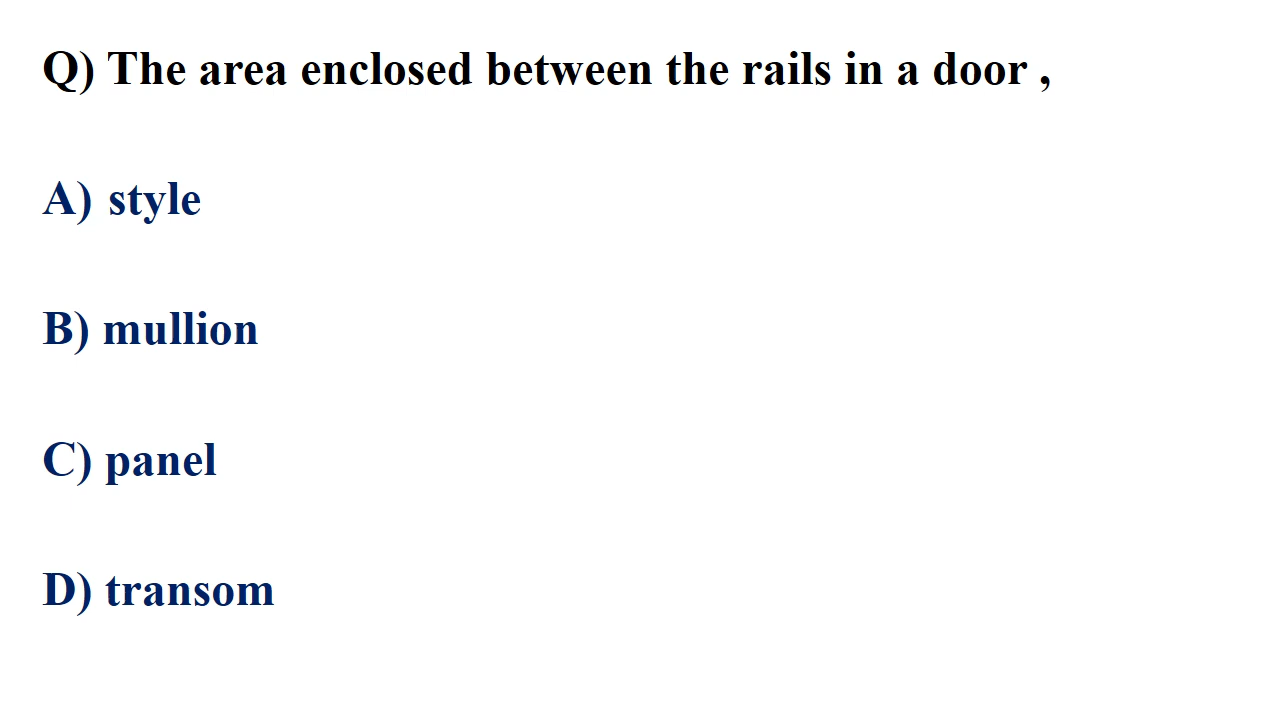 Q) The area enclosed between the rails in a door ,
A) style
B) mullion
C) panel
D) transom